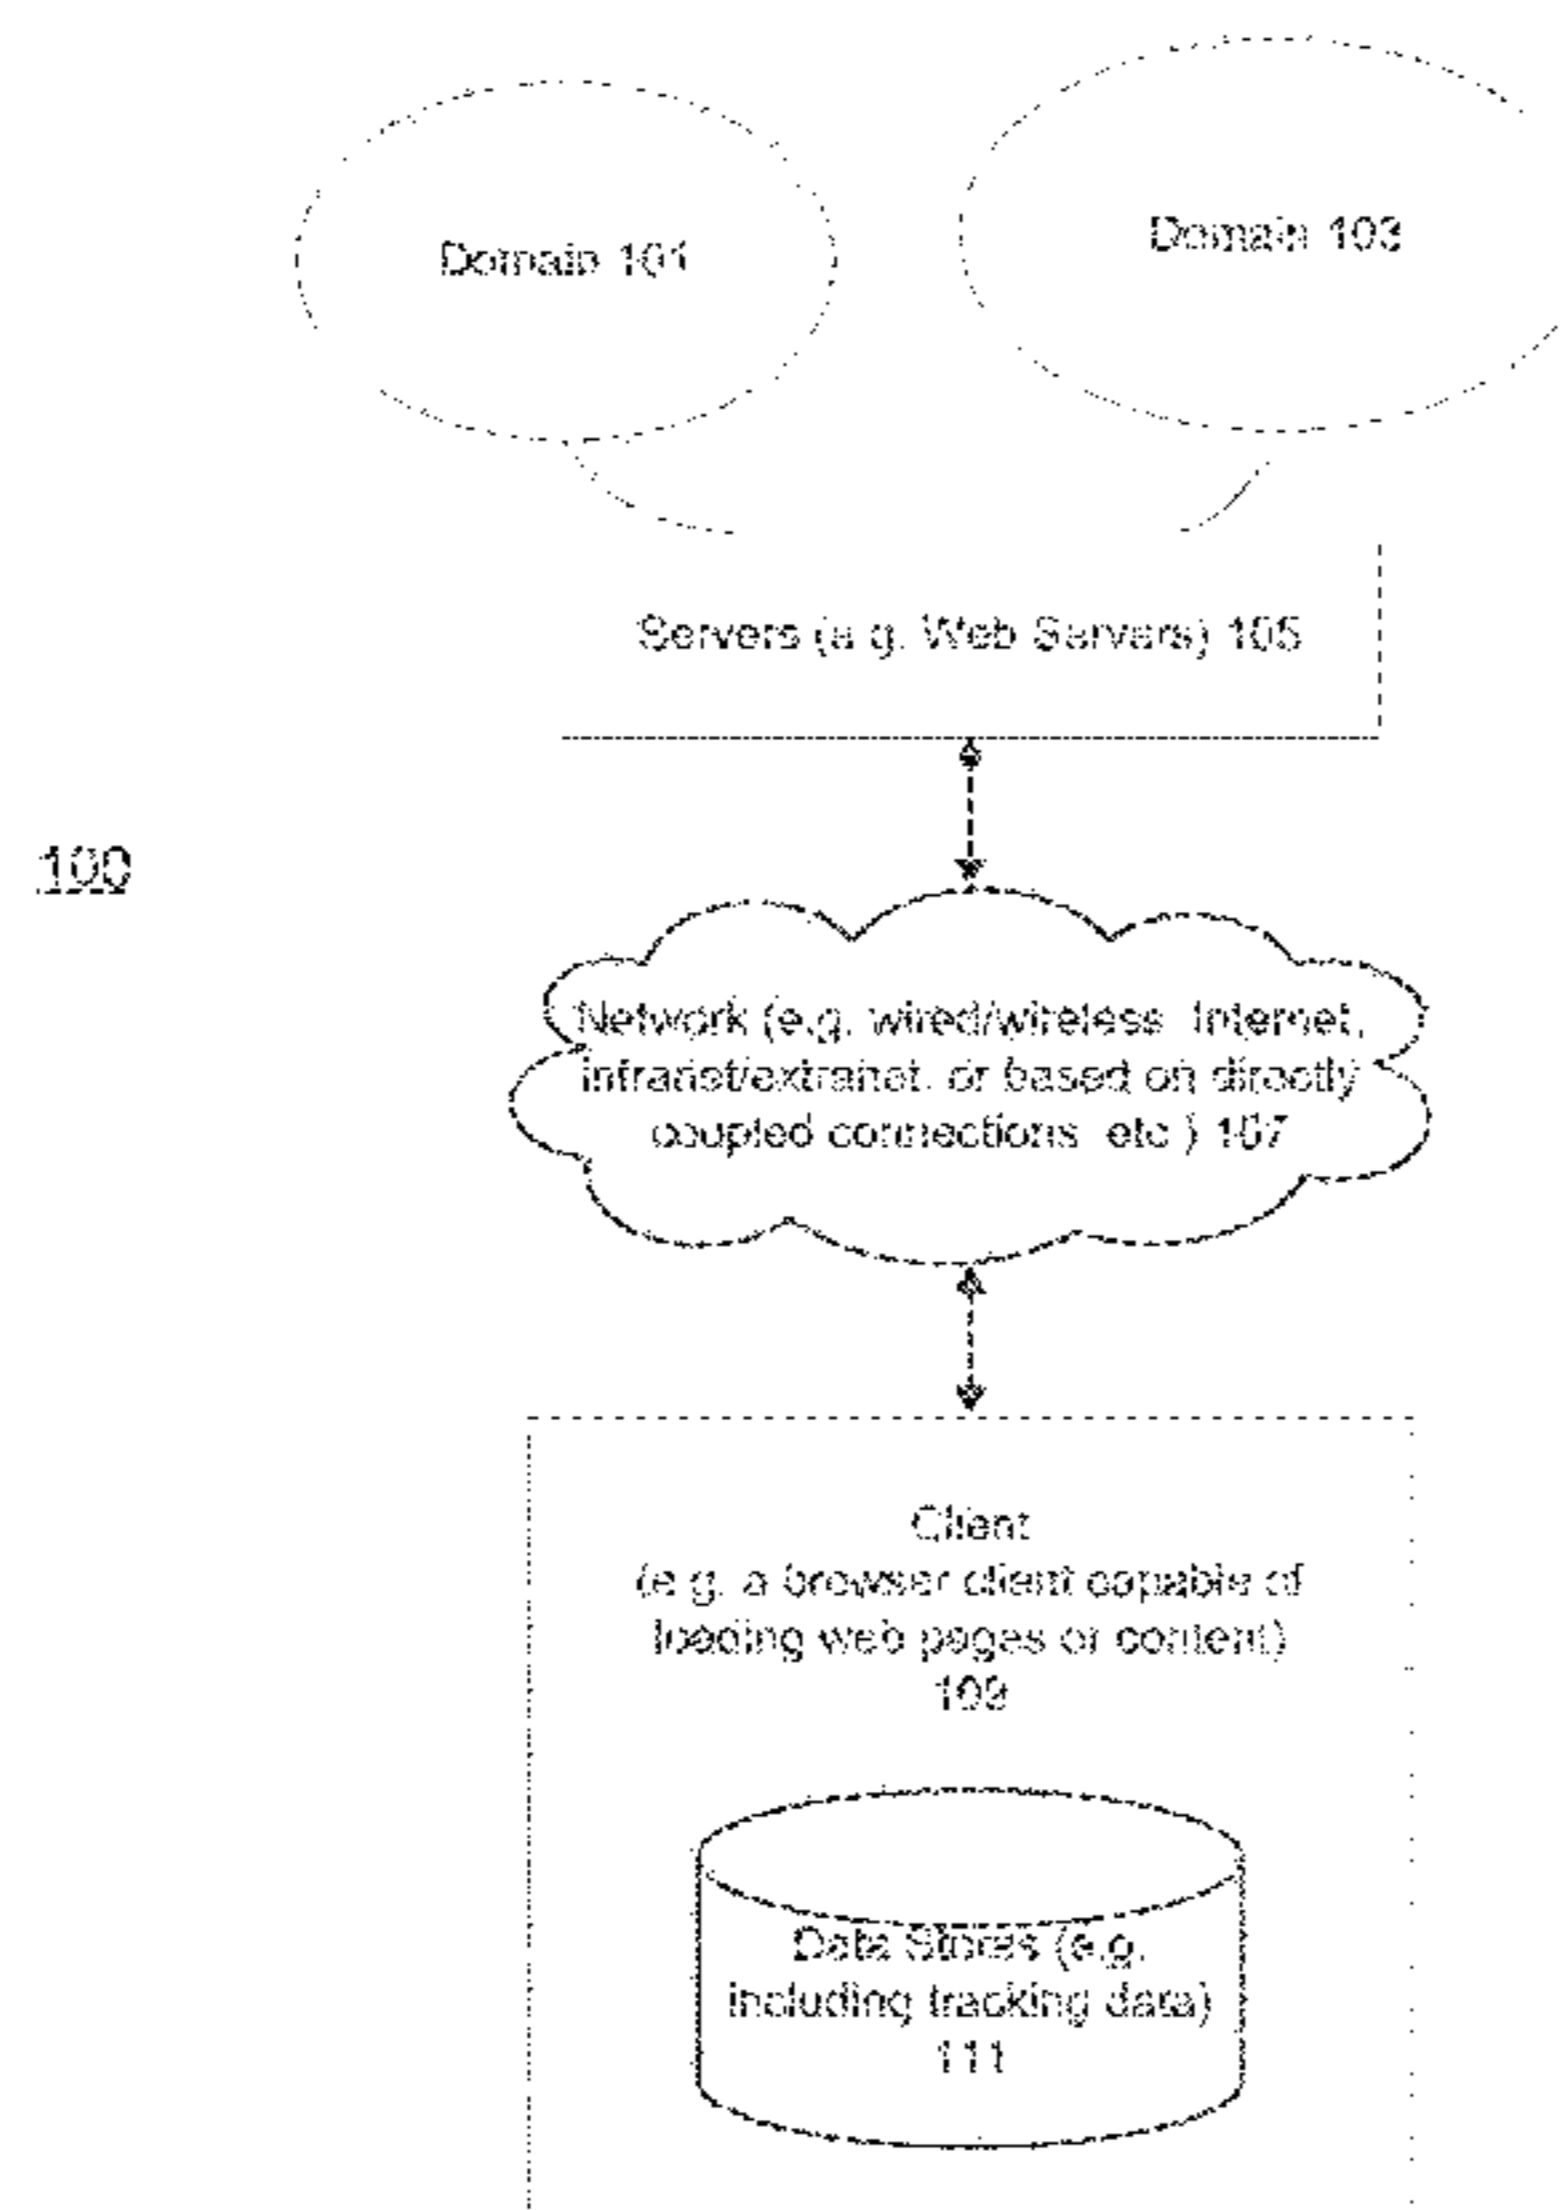 Domain 101
Domain 103
Servers (e.g. Web Servers) 105
100
Network (e.g. wired/wireless Internet,
intranet/extranet, or based on directly
coupled connections etc.) 107
Client
(e.g. a browser client capable of
loading web pages or content)
109
Data Stores (e.g.
including tracking data)
111